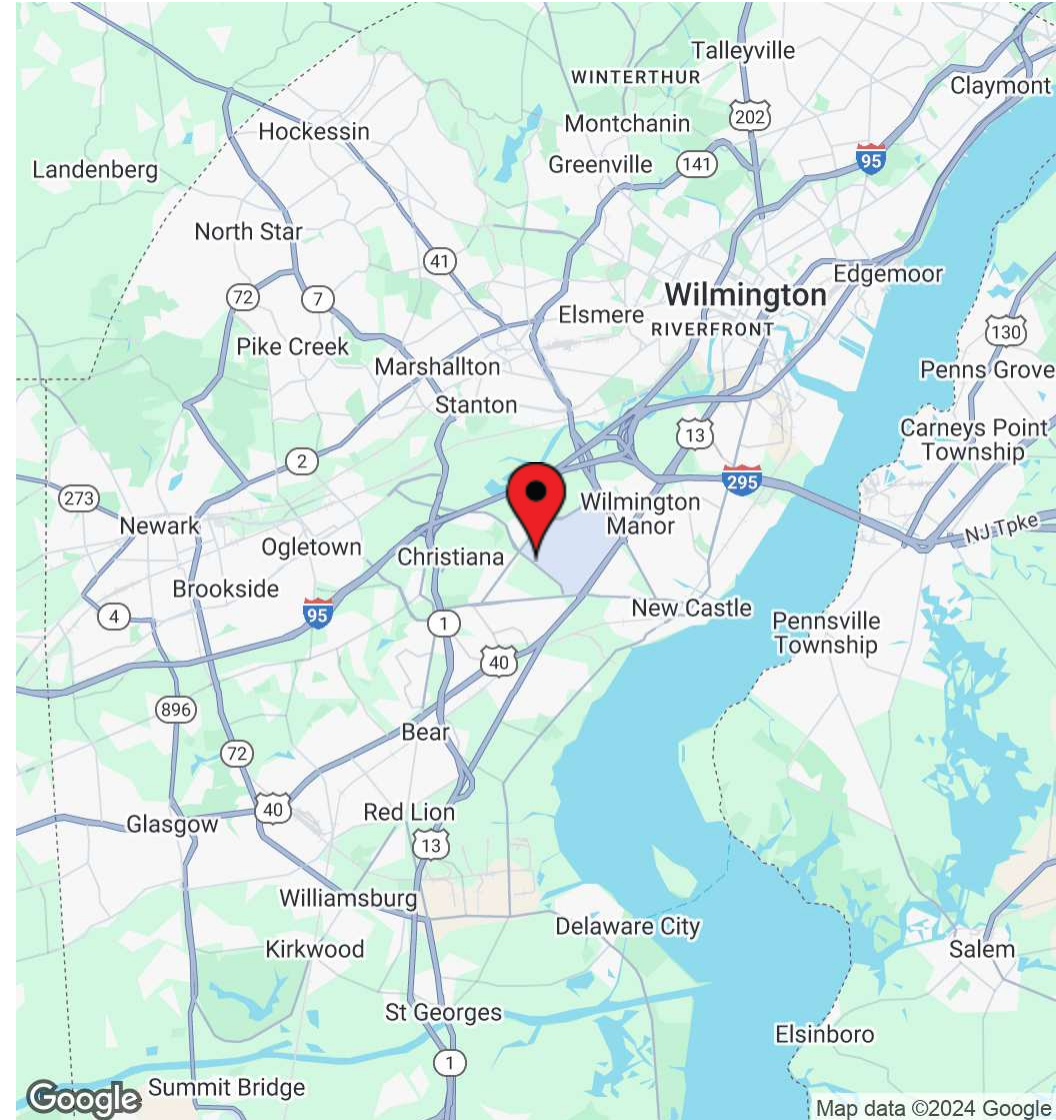 Talleyville
WINTERTHUR
Claymont
202
Montchanin
Hockessin
Greenville
141
95
Landenberg
North Star
41
Edgemoor
72
7
Wilmington
Elsmere
RIVERFRONT
130
Pike Creek
Marshallton
Penns Grove
Stanton
Carneys Point
Township
13
2
295
273
Wilmington
Manor
Newark
NJ Tpke
Ogletown
Christiana
Brookside
95
4
1
New Castle
Pennsville
Township
40
896
Bear
72
40
Red Lion
Glasgow
13
Williamsburg
Delaware City
Kirkwood
Salem
St Georges
Elsinboro
1
Summit Bridge
Google
Map data ©2024 Google